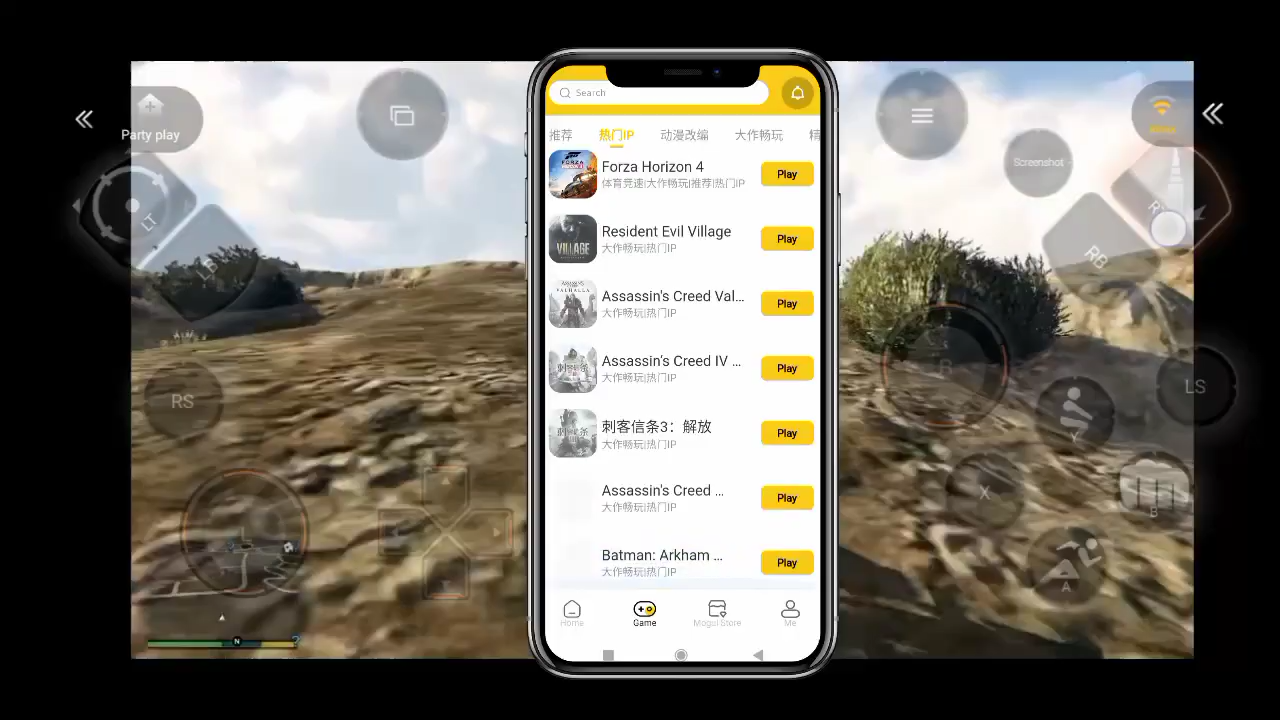 Search
推荐 热门IP 动漫改编 大作畅玩 精
Forza Horizon 4
体育竞速|大作畅玩|推荐|热门IP
Play
VILLAGE
Resident Evil Village
大作畅玩|热门IP
Play
VALHALLA
Assassin's Creed Val...
大作畅玩|热门IP
Play
Assassin's Creed IV ...
大作畅玩|热门IP
Play
刺客信条3：解放
大作畅玩|热门IP
Play
Assassin's Creed ...
大作畅玩|热门IP
Play
Batman: Arkham ...
大作畅玩|热门IP
Play
Home
Game
Mogul Store
Me
Party play
LT
LB
RS
N
?
Screenshot
RB
LS
Y
X
B
A